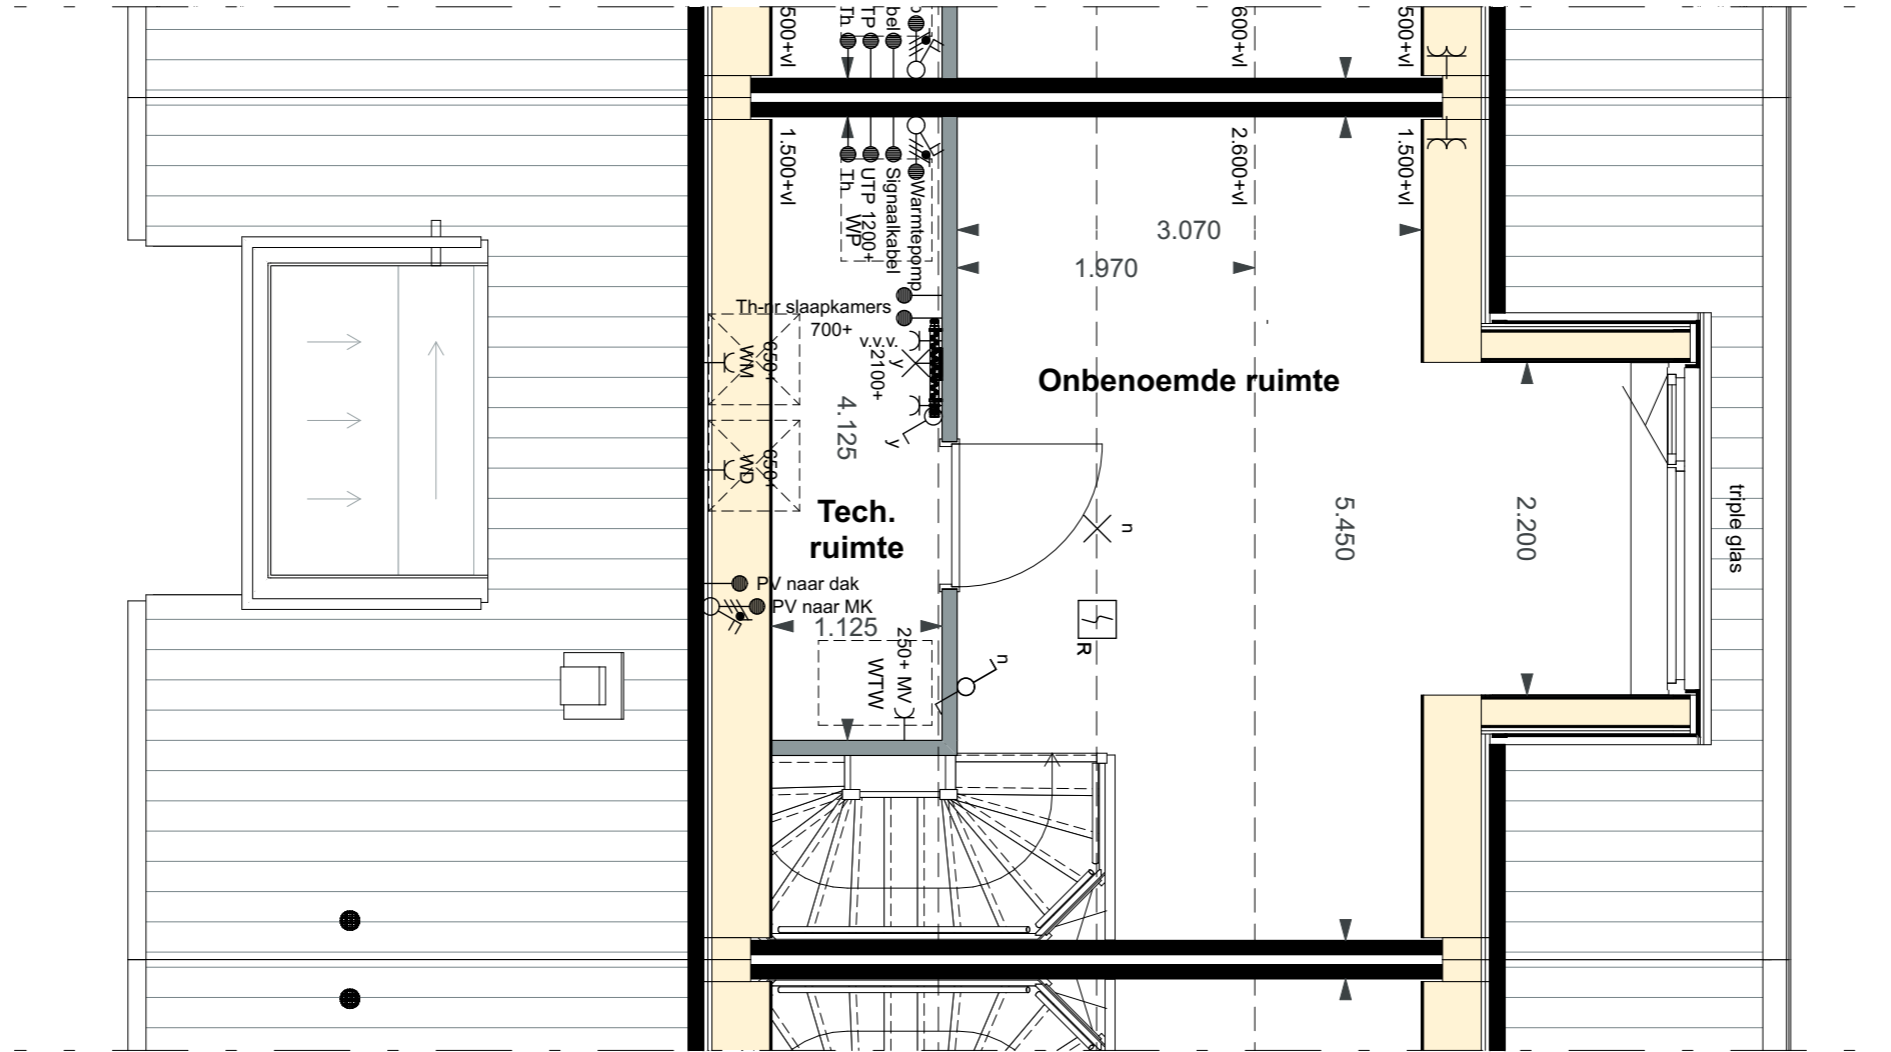 500+vl
Th
TP
bel
600+vl
500+vl
1.500+vl
2.600+vl
1.500+vl
Th
UTP 1200+
Signaalkabel
Warmtepomp
WP
3.070
1.970
Th-nr slaapkamers
700+
v.v.v.
y
2100+
y
650+
WM
650+
WD
4.125
Onbenoemde ruimte
Tech.
ruimte
n
5.450
2.200
triple glas
PV naar dak
PV naar MK
1.125
250+ MV
WTW
n
R